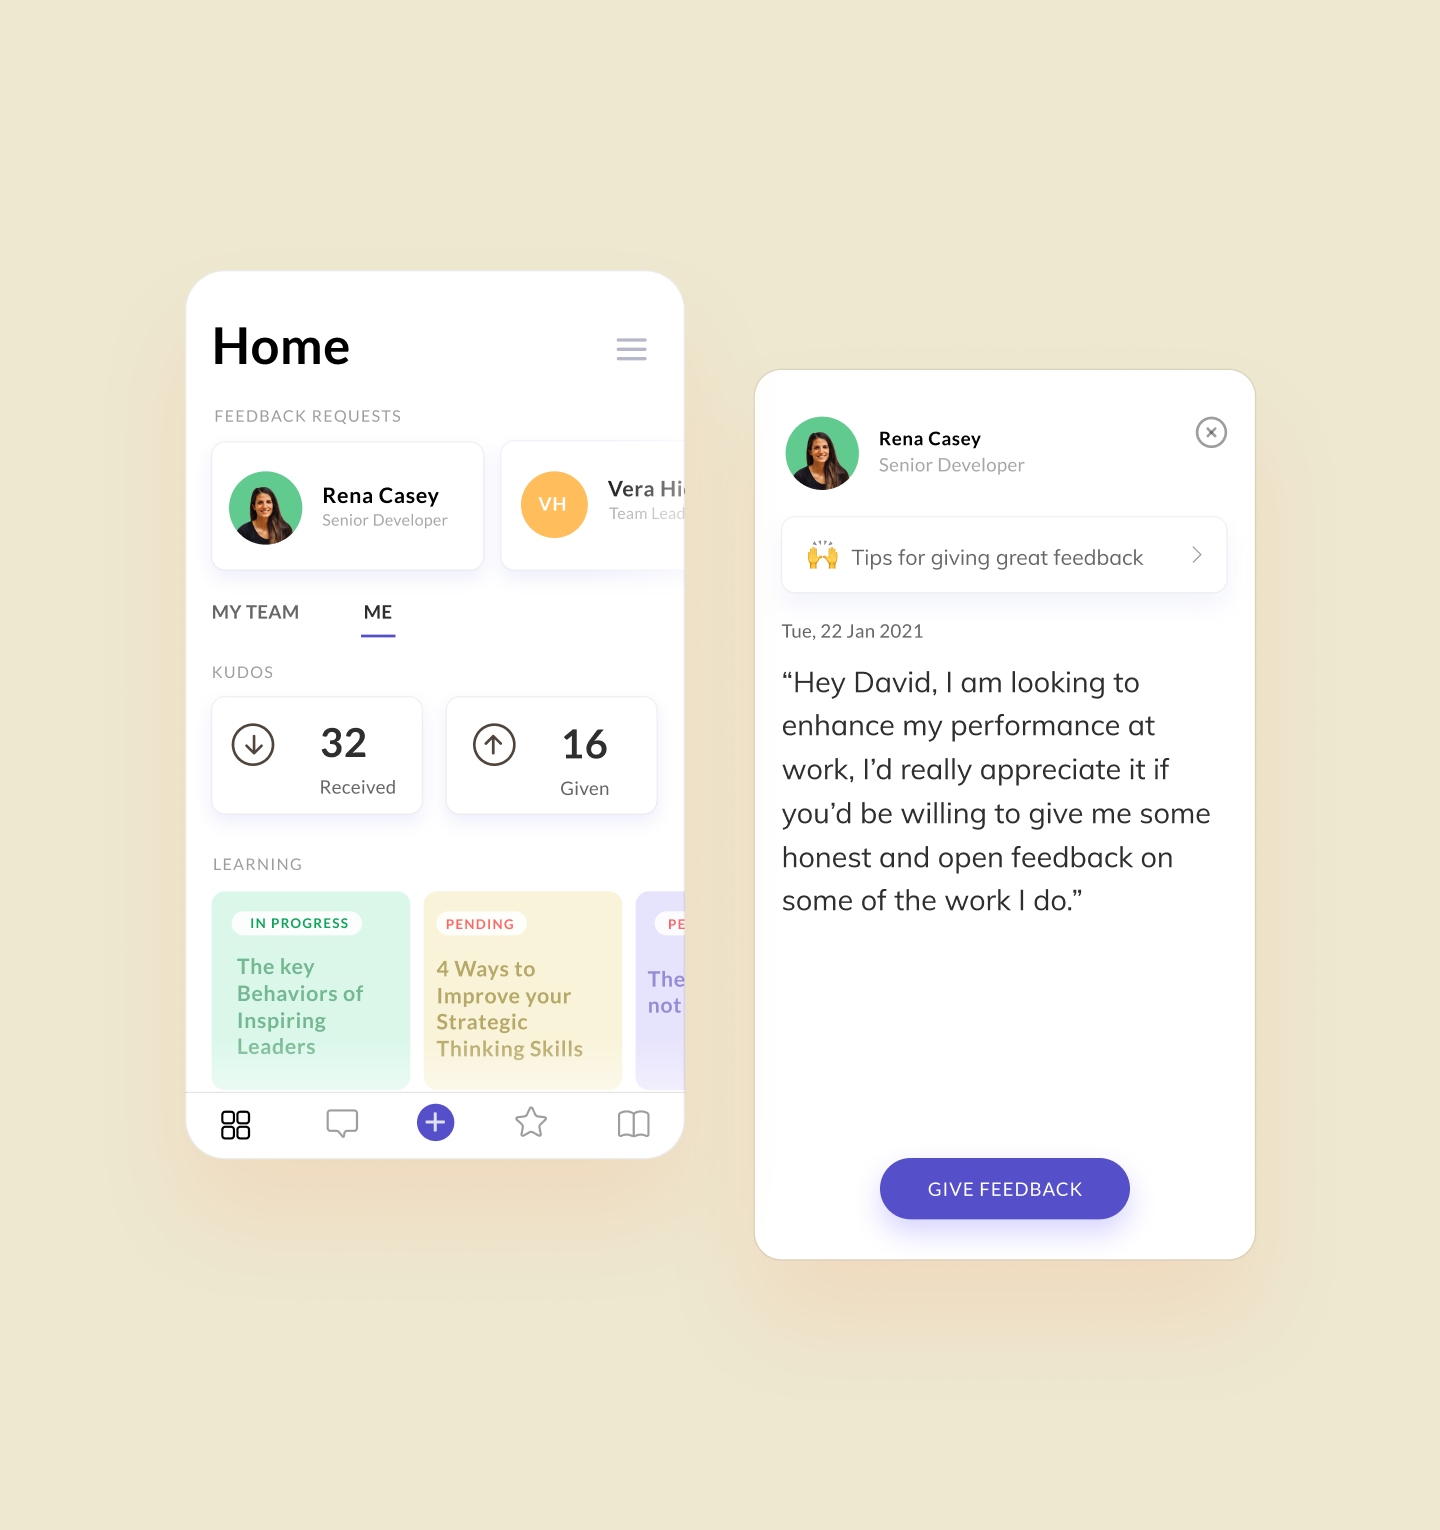 Home
FEEDBACK REQUESTS
Rena Casey
Senior Developer
VH
Vera
Team Lead
MY TEAM
ME
KUDOS
32
Received
16
Given
LEARNING
IN PROGRESS
The key
Behaviors of
Inspiring
Leaders
PENDING
4 Ways to
Improve your
Strategic
Thinking Skills
The
not
Rena Casey
Senior Developer
Tips for giving great feedback
Tue, 22 Jan 2021
“Hey David, I am looking to
enhance my performance at
work, I’d really appreciate it if
you’d be willing to give me some
honest and open feedback on
some of the work I do.”
GIVE FEEDBACK